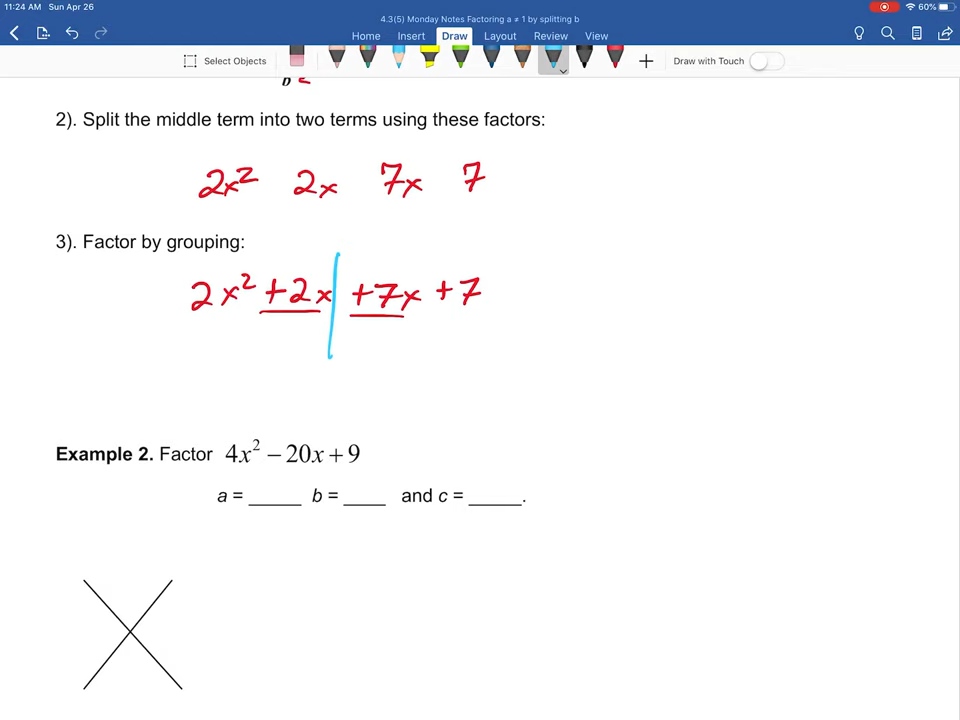 11:24 AM Sun Apr 26
60%
4.3(5) Monday Notes Factoring a ≠ 1 by splitting b
Home Insert Draw Layout Review View
Select Objects
Draw with Touch
b
2). Split the middle term into two terms using these factors:
2x² 2x 7x 7
3). Factor by grouping:
2x² +2x +7x +7
Example 2. Factor 4x² − 20x + 9
a = _____ b = ____ and c = _____.